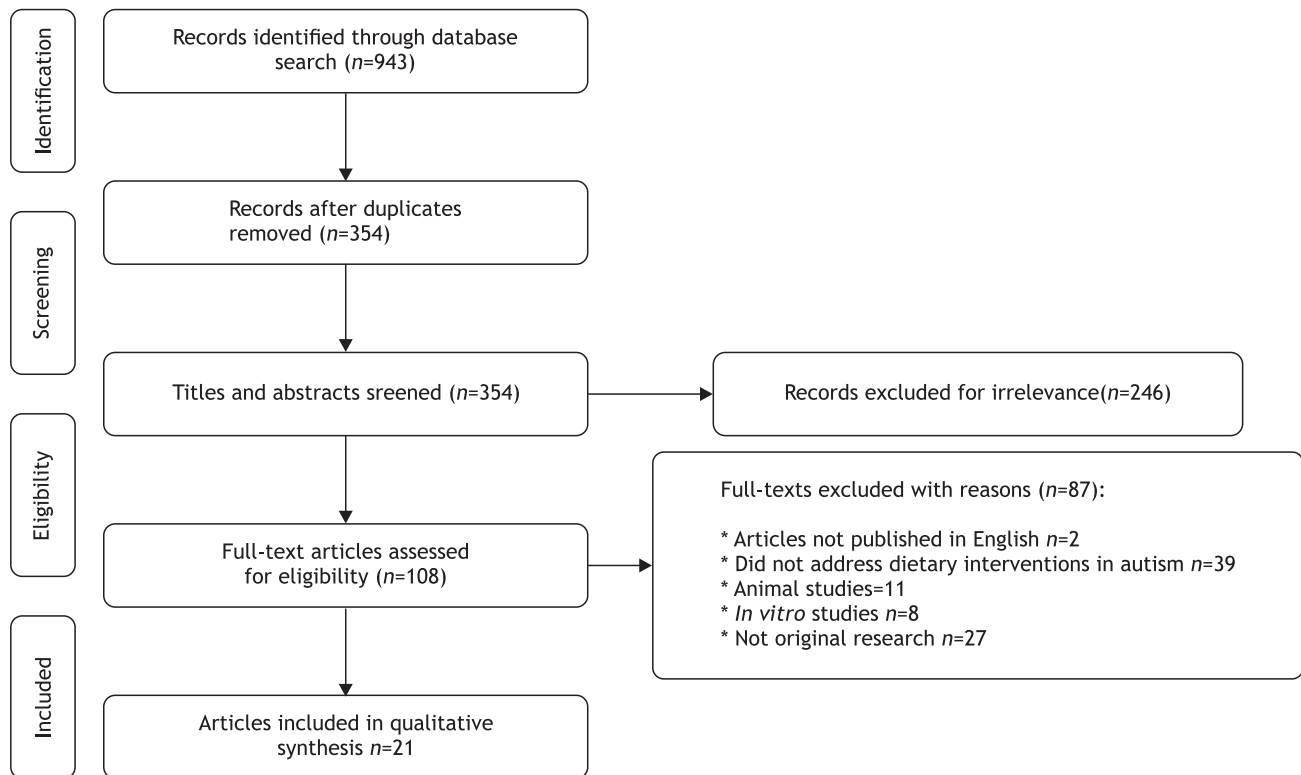 Identification
Records identified through database
search (n=943)
Records after duplicates
removed (n=354)
Screening
Titles and abstracts sreened (n=354)
Records excluded for irrelevance(n=246)
Eligibility
Full-text articles assessed
for eligibility (n=108)
Full-texts excluded with reasons (n=87):
* Articles not published in English n=2
* Did not address dietary interventions in autism n=39
* Animal studies=11
* In vitro studies n=8
* Not original research n=27
Included
Articles included in qualitative
synthesis n=21